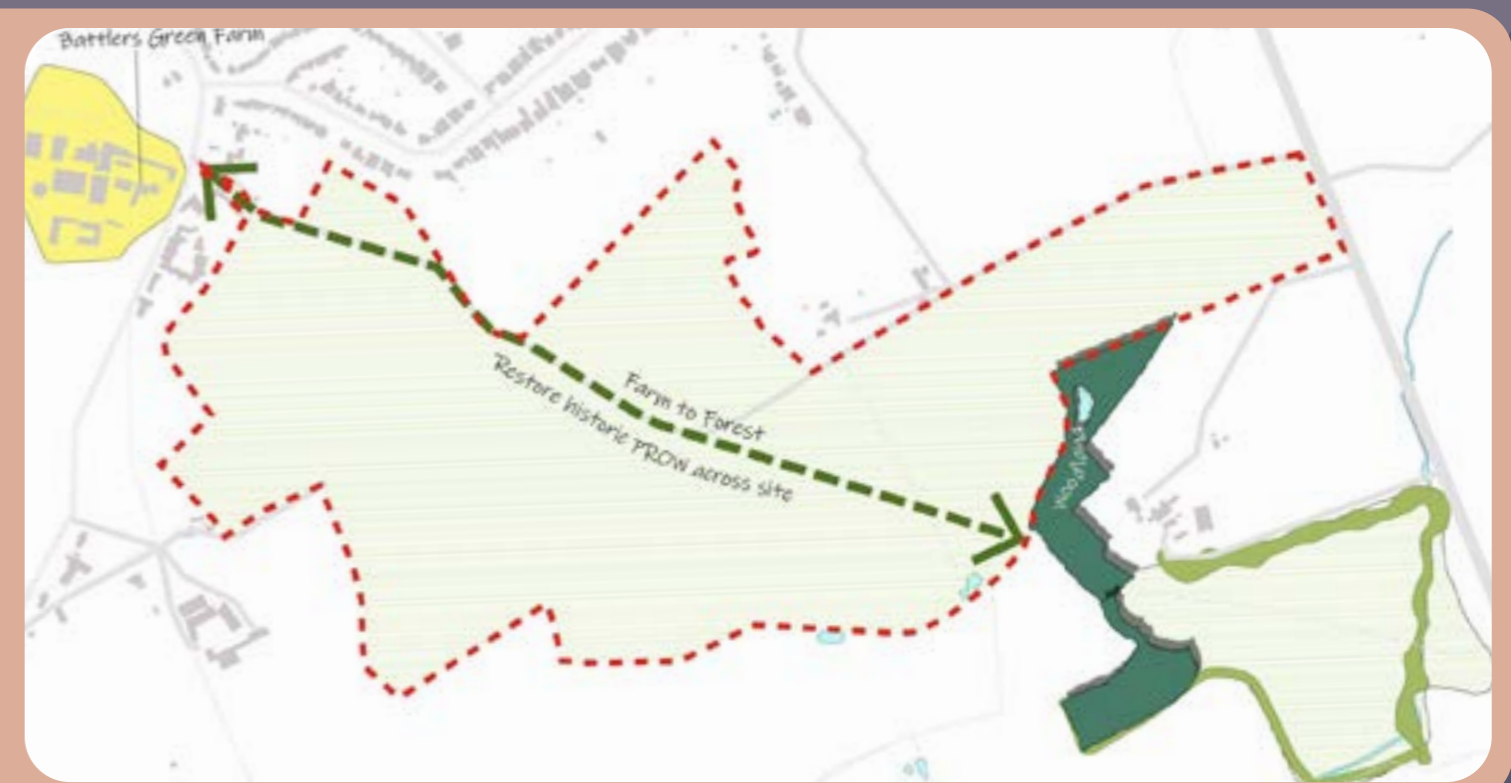 Battlers Green Farm
Farm to Forest
Restore historic PROW across site
Woodland